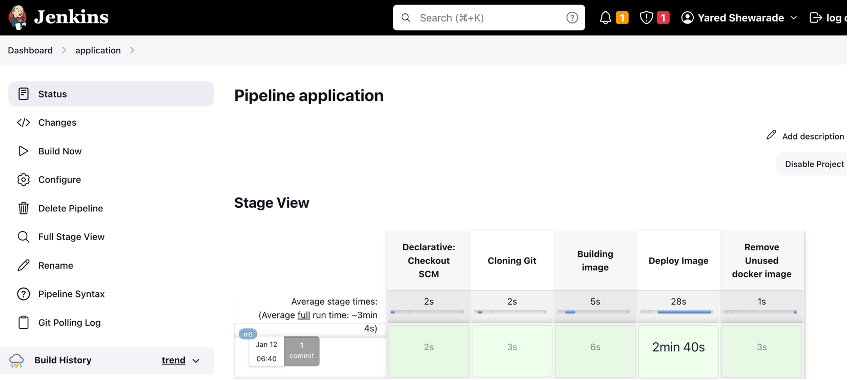 Jenkins
Search (⌘+K)
?
1
1
Yared Shewarade
log o
Dashboard
application
Status
Changes
Build Now
Configure
Delete Pipeline
Full Stage View
Rename
Pipeline Syntax
Git Polling Log
Build History
trend
Pipeline application
Add description
Disable Project
Stage View
Declarative:
Checkout
SCM
Cloning Git
Building
image
Deploy Image
Remove
Unused
docker image
Average stage times:
(Average full run time: ~3min
4s)
2s
2s
5s
28s
1s
#6
Jan 12
06:40
1
commit
2s
3s
6s
2min 40s
3s